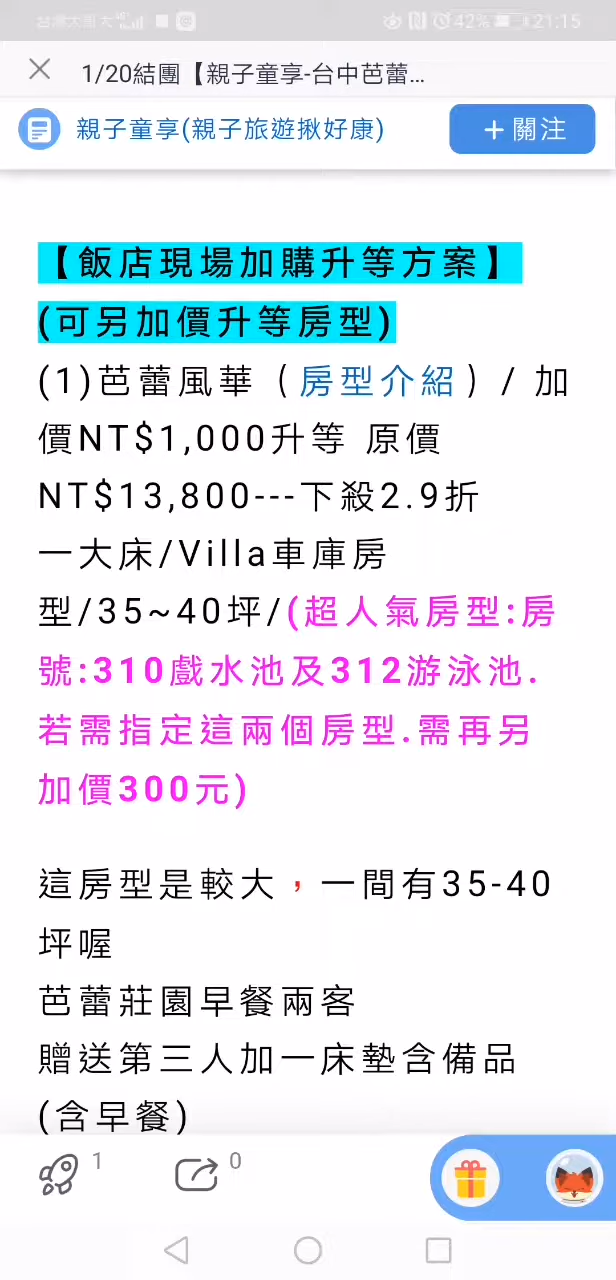 42% 21:15
1/20結團【親子童享-台中芭蕾...
親子童享(親子旅遊揪好康)
+關注
【飯店現場加購升等方案】
(可另加價升等房型)
(1)芭蕾風華（房型介紹）/ 加
價NT$1,000升等 原價
NT$13,800---下殺2.9折
一大床/Villa車庫房
型/35~40坪/(超人氣房型:房
號:310戲水池及312游泳池.
若需指定這兩個房型.需再另
加價300元)
這房型是較大，一間有35-40
坪喔
芭蕾莊園早餐兩客
贈送第三人加一床墊含備品
(含早餐)
1 0